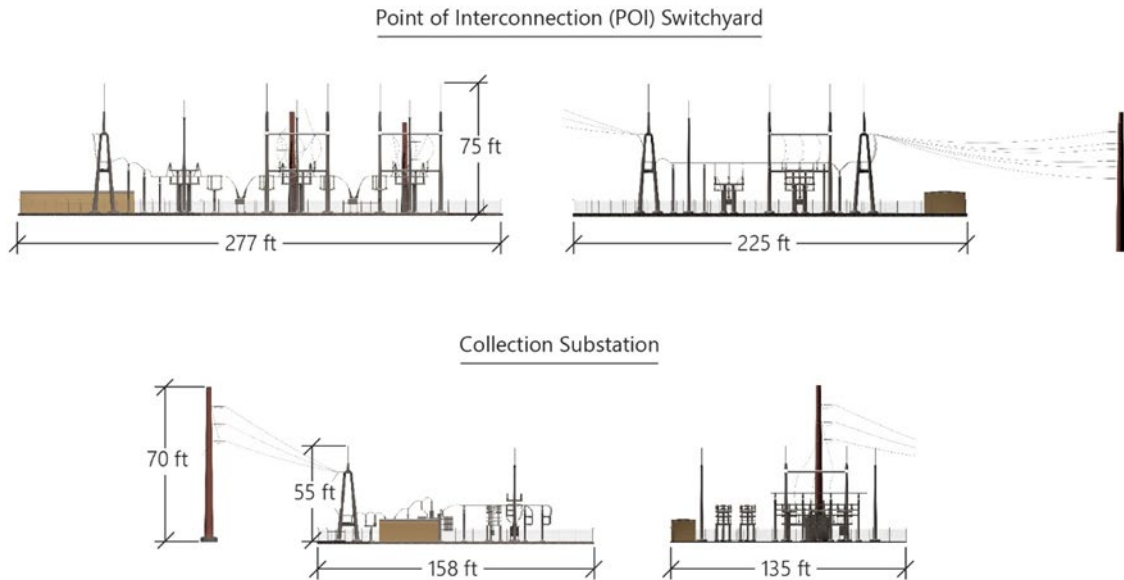 Point of Interconnection (POI) Switchyard
75 ft
277 ft
225 ft
Collection Substation
70 ft
55 ft
158 ft
135 ft